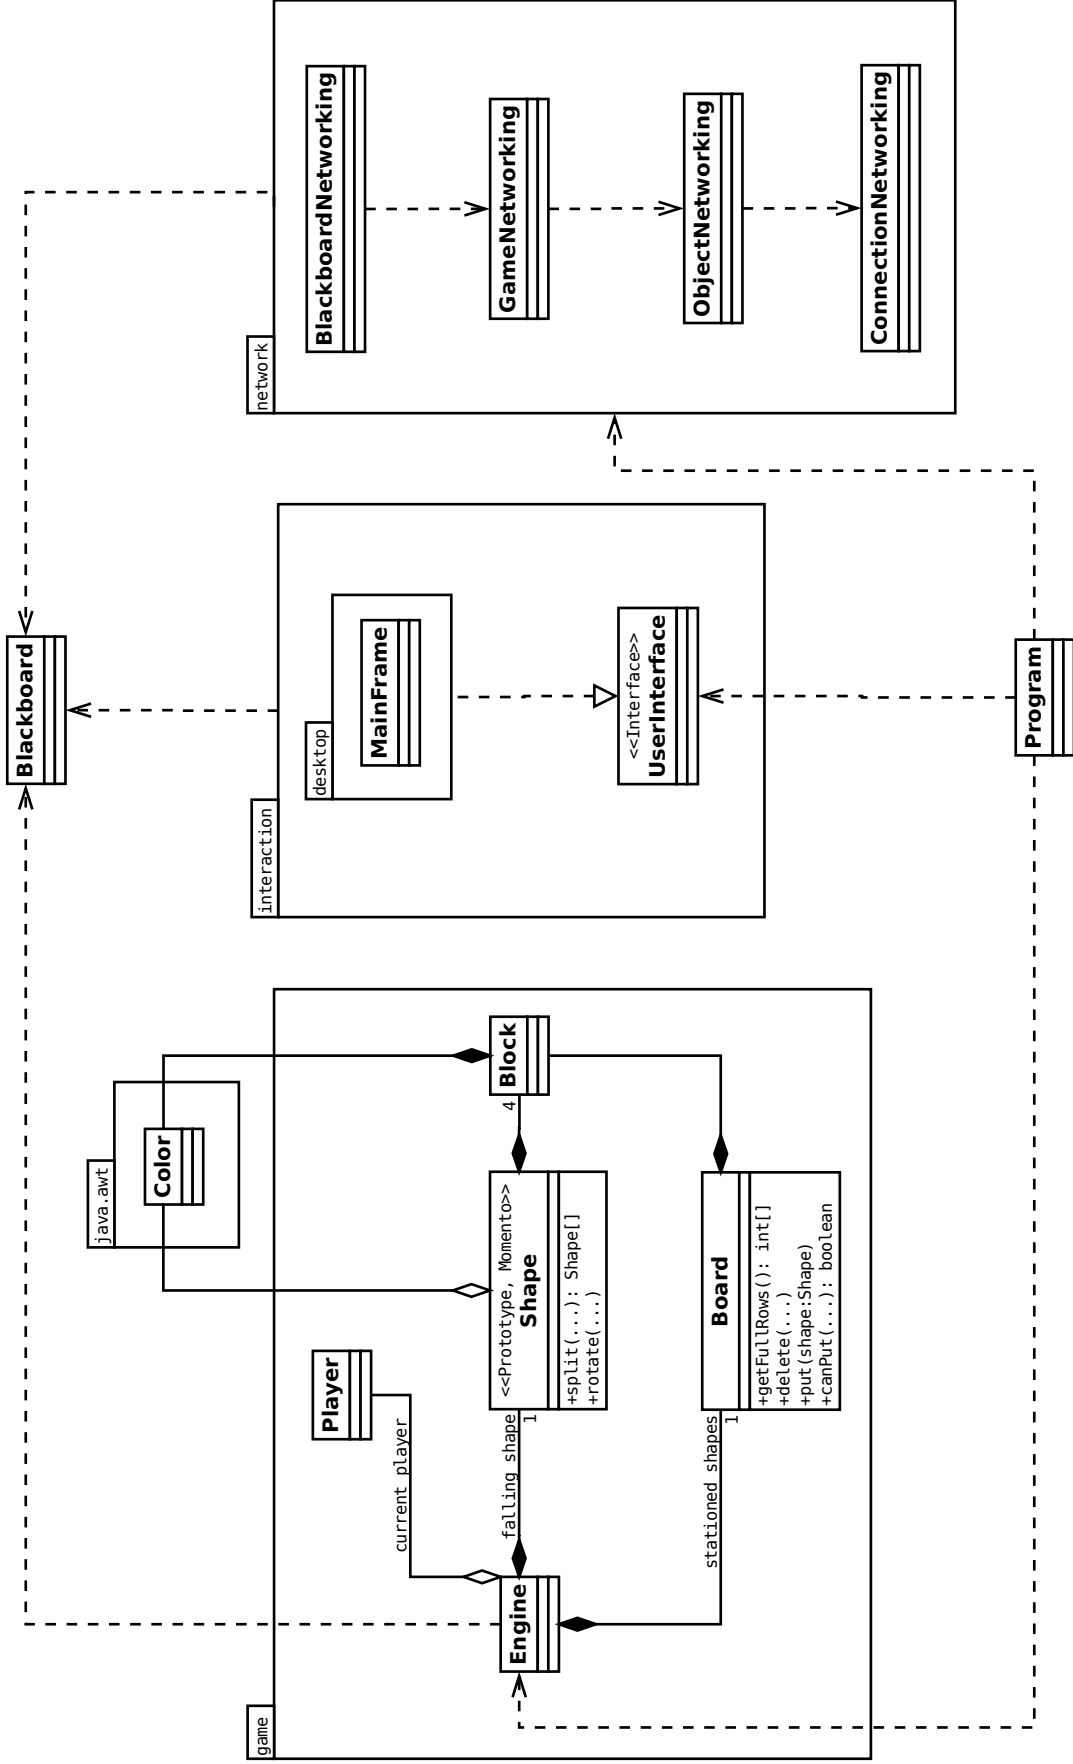 Blackboard
java.awt
Color
game
Player
current player
Engine
falling shape
1
<<Prototype, Momento>>
Shape
+split(...): Shape[]
+rotate(...)
4
Block
stationed shapes
1
Board
+getFullRows(): int[]
+delete(...)
+put(shape:Shape)
+canPut(...): boolean
interaction
desktop
MainFrame
<<Interface>>
UserInterface
network
BlackboardNetworking
GameNetworking
ObjectNetworking
ConnectionNetworking
Program